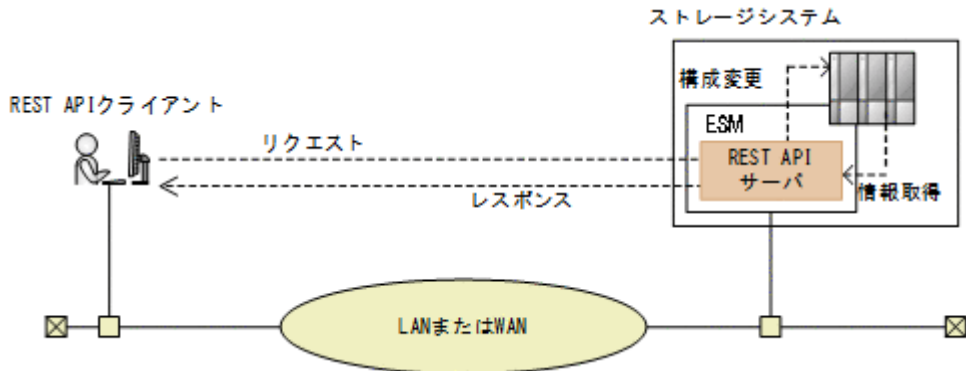 ストレージシステム
構成変更
REST APIクライアント
ESM
リクエスト
REST API
サーバ
情報取得
レスポンス
LANまたはWAN